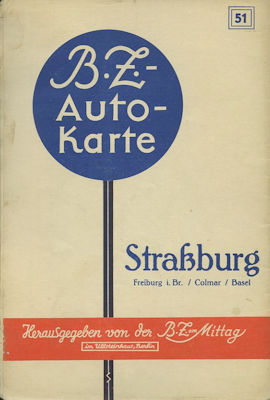 51
B.Z.-
Auto-
Karte
Straßburg
Freiburg i. Br. / Colmar / Basel
Herausgegeben von der B.Z. am Mittag
im Ullsteinhaus, Berlin